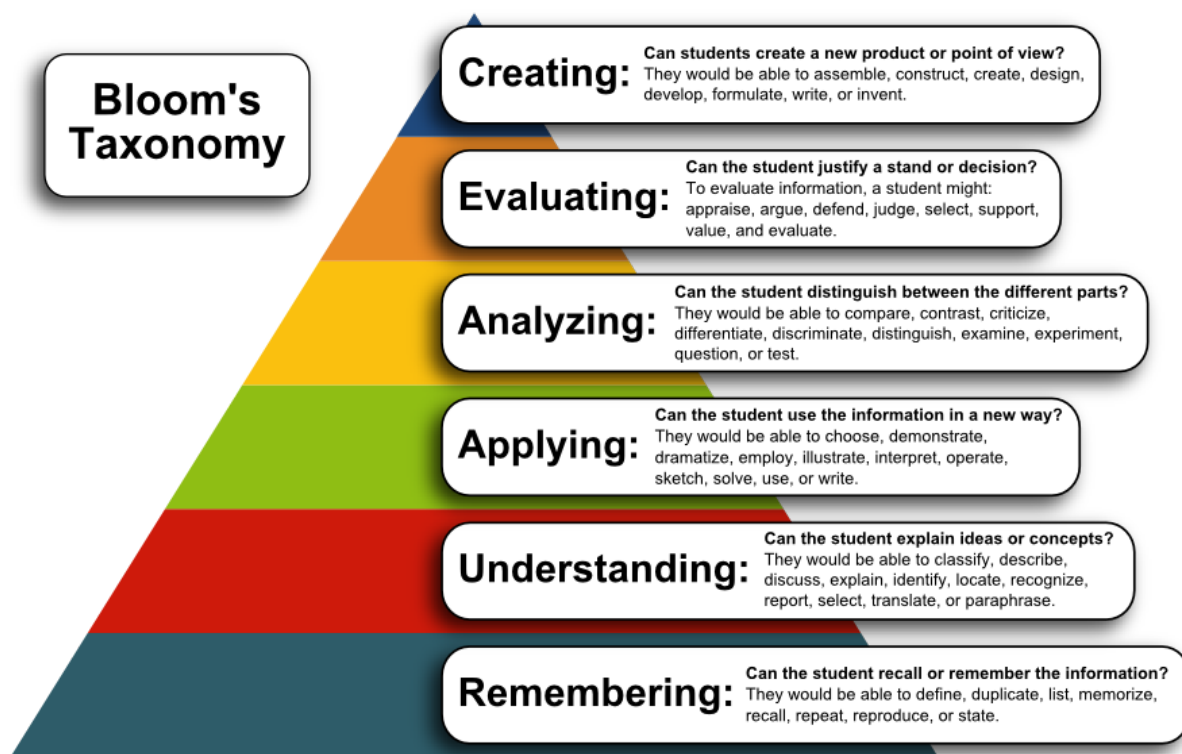 Bloom's
Taxonomy
Creating:
Can students create a new product or point of view?
They would be able to assemble, construct, create, design,
develop, formulate, write, or invent.
Evaluating:
Can the student justify a stand or decision?
To evaluate information, a student might:
appraise, argue, defend, judge, select, support,
value, and evaluate.
Analyzing:
Can the student distinguish between the different parts?
They would be able to compare, contrast, criticize,
differentiate, discriminate, distinguish, examine, experiment,
question, or test.
Applying:
Can the student use the information in a new way?
They would be able to choose, demonstrate,
dramatize, employ, illustrate, interpret, operate,
sketch, solve, use, or write.
Understanding:
Can the student explain ideas or concepts?
They would be able to classify, describe,
discuss, explain, identify, locate, recognize,
report, select, translate, or paraphrase.
Remembering:
Can the student recall or remember the information?
They would be able to define, duplicate, list, memorize,
recall, repeat, reproduce, or state.